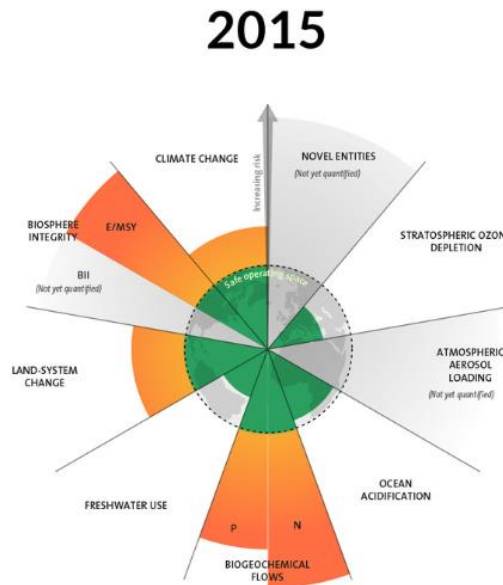 2015
CLIMATE CHANGE
Increasing risk
NOVEL ENTITIES
(Not yet quantified)
STRATOSPHERIC OZON
DEPLETION
ATMOSPHERIC
AEROSOL
LOADING
(Not yet quantified)
OCEAN
ACIDIFICATION
N
P
BIOGEOCHEMICAL
FLOWS
FRESHWATER USE
LAND-SYSTEM
CHANGE
BII
(Not yet quantified)
BIOSPHERE
INTEGRITY
E/MSY
Safe operating space